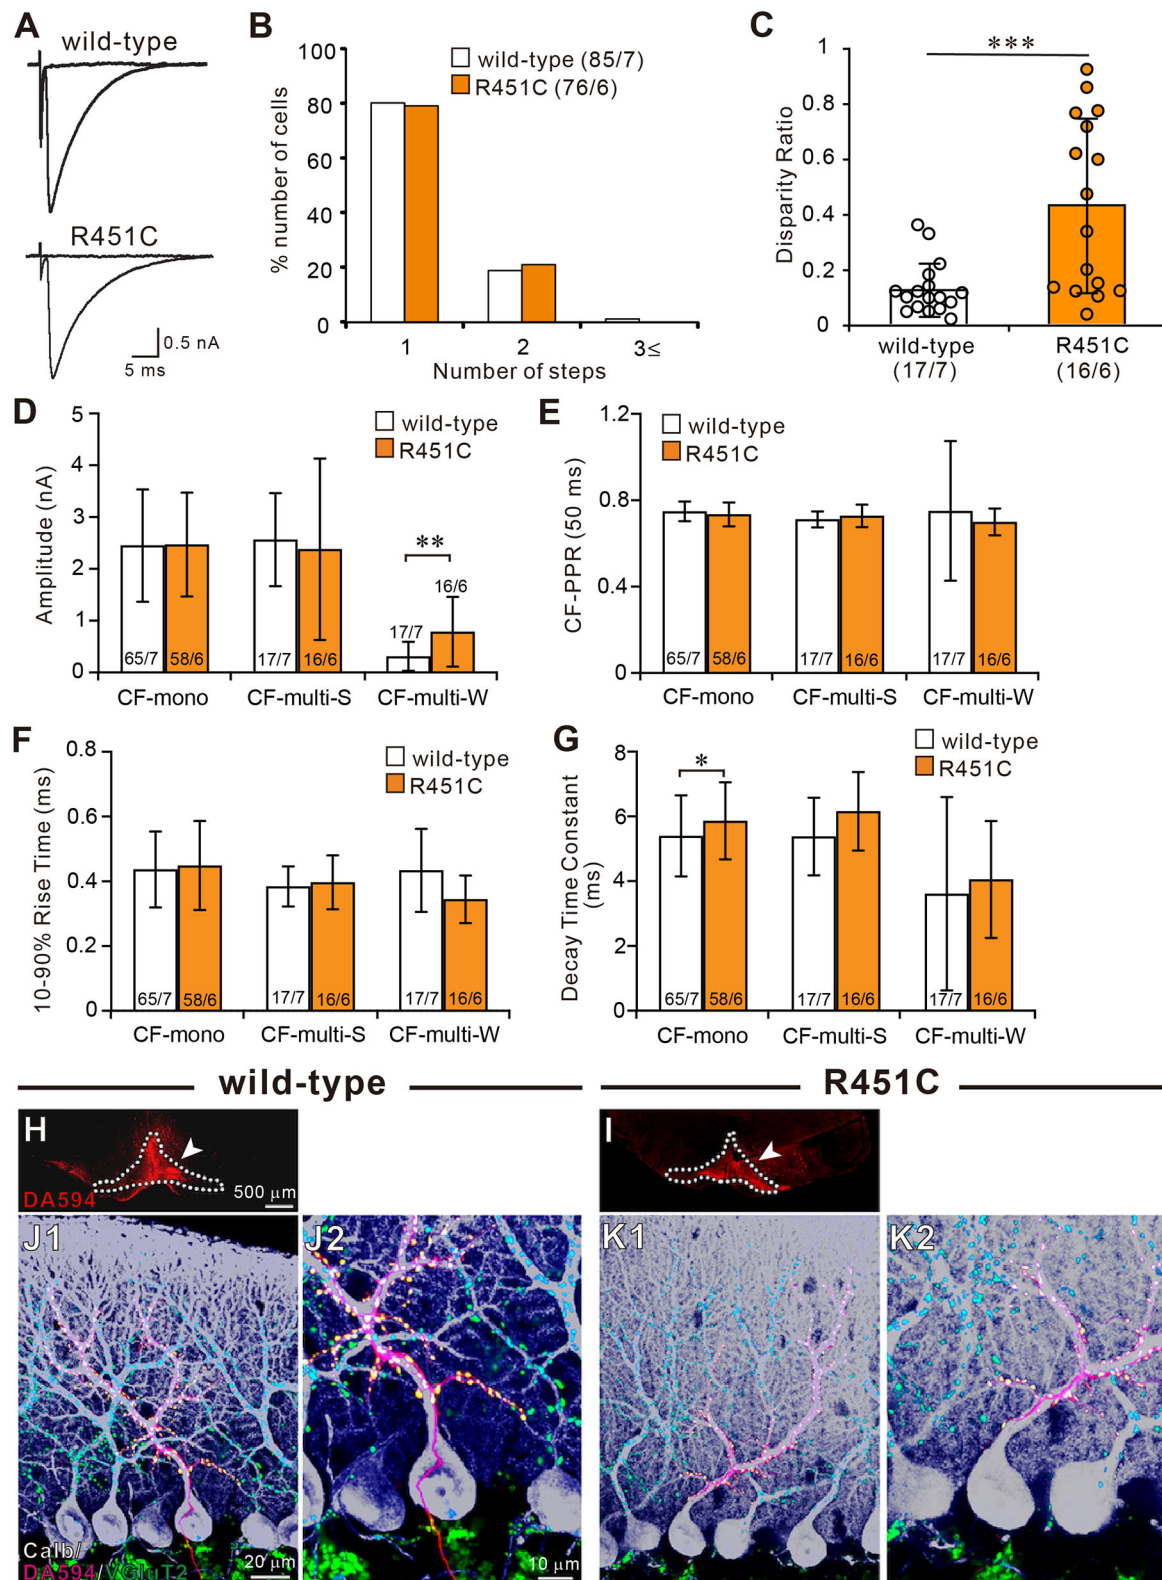 A
wild-type
R451C
0.5 nA
5 ms
B
100
80
60
40
20
0
% number of cells
wild-type (85/7)
R451C (76/6)
1
2
3≤
Number of steps
C
1
0.8
0.6
0.4
0.2
0
Disparity Ratio
***
wild-type
(17/7)
R451C
(16/6)
D
5
4
3
2
1
0
Amplitude (nA)
wild-type
R451C
**
65/7
58/6
17/7
16/6
17/7
16/6
CF-mono
CF-multi-S
CF-multi-W
E
1.2
0.8
0.4
0
CF-PPR (50 ms)
wild-type
R451C
65/7
58/6
17/7
16/6
17/7
16/6
CF-mono
CF-multi-S
CF-multi-W
F
0.8
0.6
0.4
0.2
0
10-90% Rise Time (ms)
wild-type
R451C
65/7
58/6
17/7
16/6
17/7
16/6
CF-mono
CF-multi-S
CF-multi-W
G
8
6
4
2
0
Decay Time Constant
(ms)
wild-type
R451C
*
65/7
58/6
17/7
16/6
17/7
16/6
CF-mono
CF-multi-S
CF-multi-W
wild-type
R451C
H
DA594
500 μm
I
J1
Calb/
DA594/VGluT2
20 μm
J2
10 μm
K1
K2